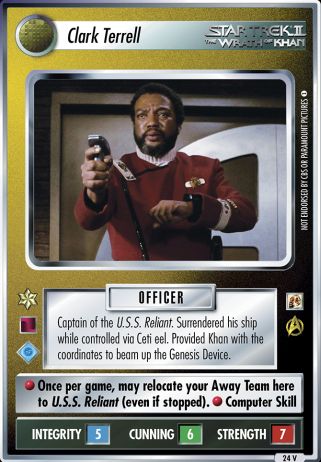 Clark Terrell
STAR TREK II
THE WRATH OF KHAN
NOT ENDORSED BY CBS OR PARAMOUNT PICTURES
OFFICER
Captain of the U.S.S. Reliant. Surrendered his ship
while controlled via Ceti eel. Provided Khan with the
coordinates to beam up the Genesis Device.
Once per game, may relocate your Away Team here
to U.S.S. Reliant (even if stopped). Computer Skill
INTEGRITY 5 CUNNING 6 STRENGTH 7
24 V